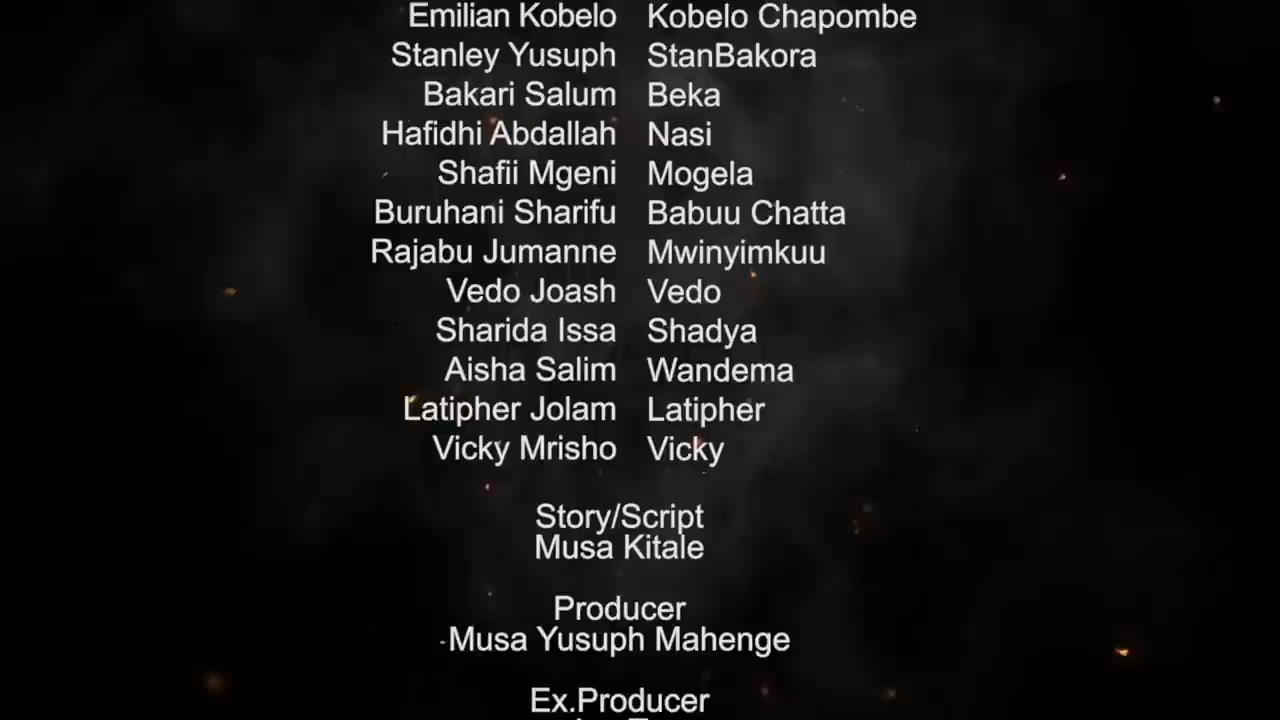 Emilian Kobelo Kobelo Chapombe
Stanley Yusuph StanBakora
Bakari Salum Beka
Hafidhi Abdallah Nasi
Shafii Mgeni Mogela
Buruhani Sharifu Babuu Chatta
Rajabu Jumanne Mwinyimkuu
Vedo Joash Vedo
Sharida Issa Shadya
Aisha Salim Wandema
Latipher Jolam Latipher
Vicky Mrisho Vicky
Story/Script
Musa Kitale
Producer
Musa Yusuph Mahenge
Ex.Producer